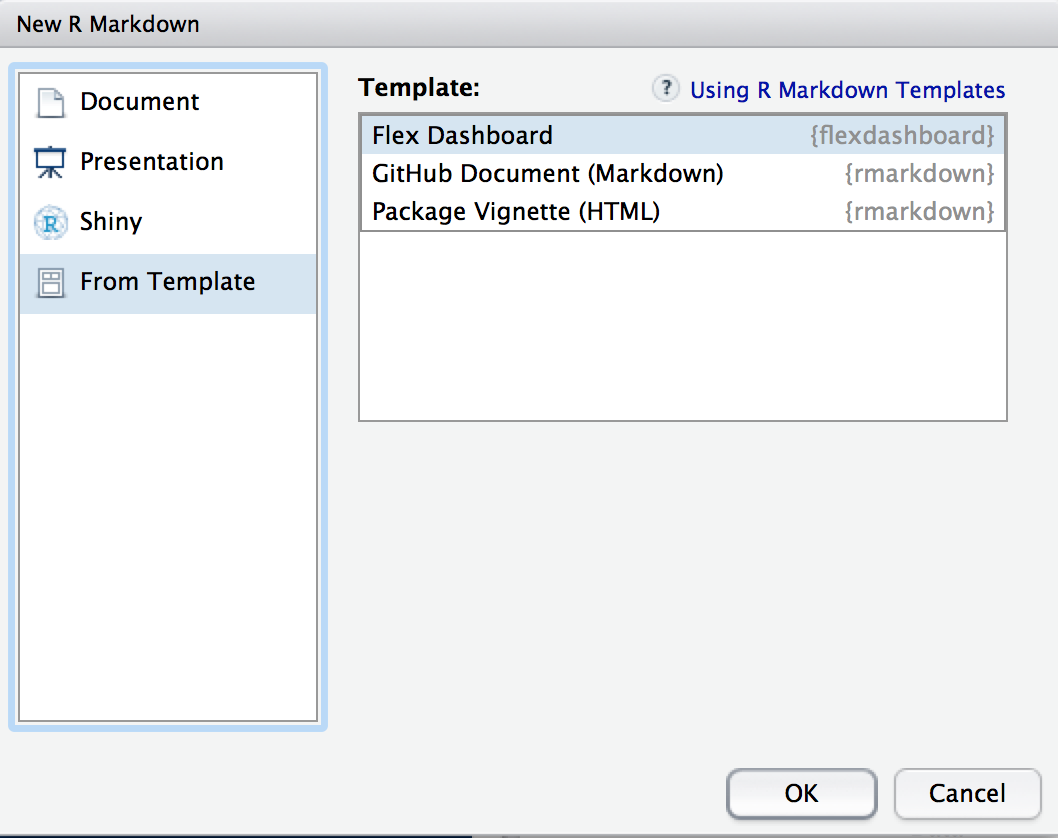 New R Markdown
Document
Presentation
Shiny
From Template
Template:
? Using R Markdown Templates
Flex Dashboard {flexdashboard}
GitHub Document (Markdown) {rmarkdown}
Package Vignette (HTML) {rmarkdown}
OK
Cancel